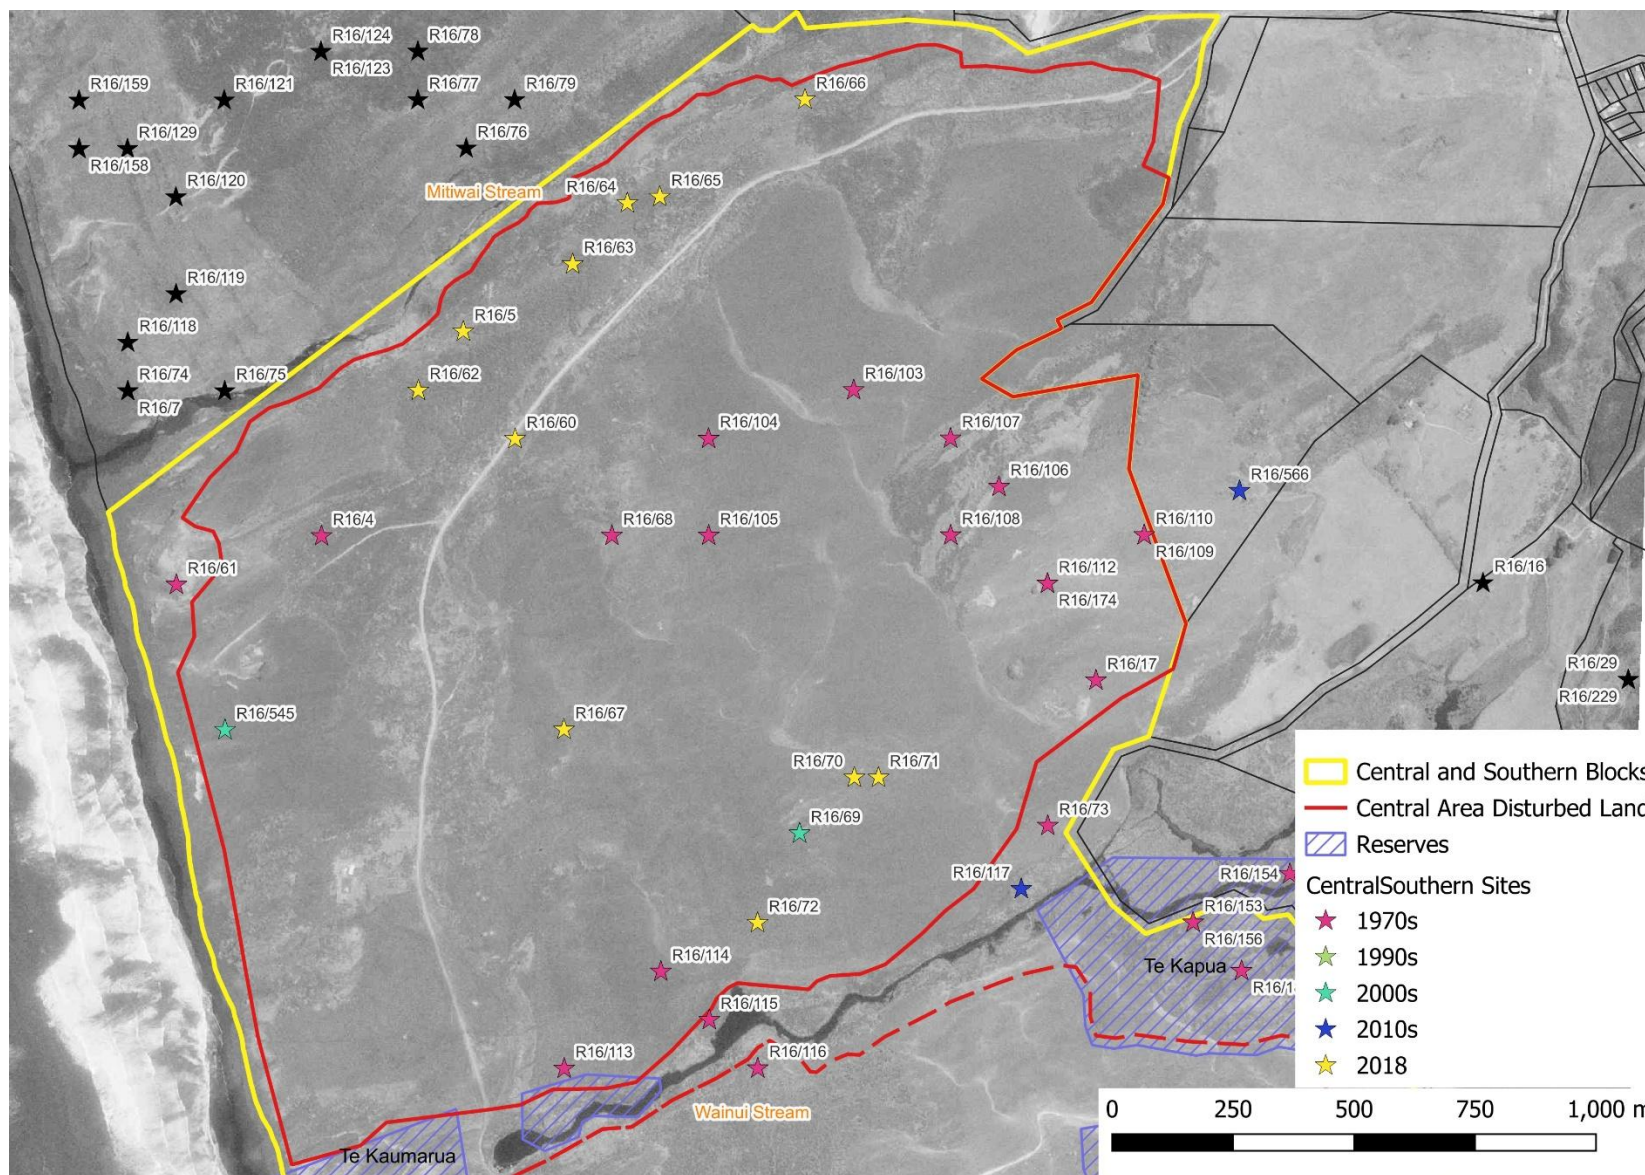 R16/124
R16/78
R16/123
R16/159
R16/121
R16/77
R16/79
R16/66
R16/129
R16/76
R16/158
R16/120
Mitiwai Stream
R16/64
R16/65
R16/63
R16/119
R16/5
R16/118
R16/74
R16/75
R16/62
R16/103
R16/7
R16/60
R16/104
R16/107
R16/106
R16/566
R16/4
R16/68
R16/105
R16/108
R16/110
R16/109
R16/61
R16/112
R16/16
R16/174
R16/17
R16/29
R16/229
R16/545
R16/67
R16/70
R16/71
R16/69
R16/73
R16/117
R16/154
R16/72
R16/153
R16/156
R16/114
Te Kapua
R16/115
R16/113
R16/116
Wainui Stream
Te Kaumarua
Central and Southern Blocks
Central Area Disturbed Land
Reserves
CentralSouthern Sites
1970s
1990s
2000s
2010s
2018
0 250 500 750 1,000 m